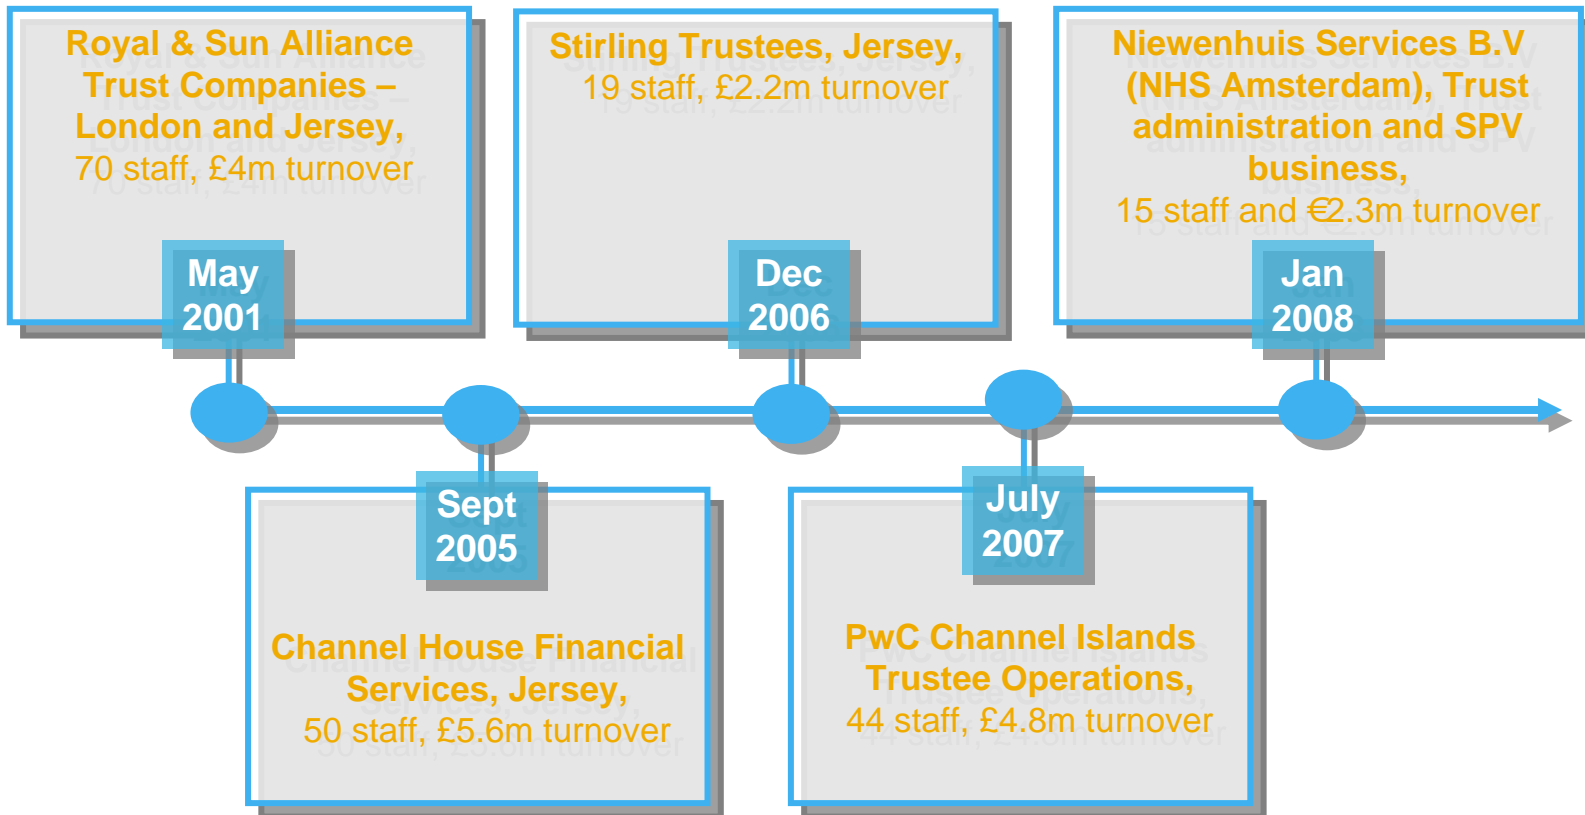 Royal & Sun Alliance
Trust Companies –
London and Jersey,
70 staff, £4m turnover
May
2001
Stirling Trustees, Jersey,
19 staff, £2.2m turnover
Dec
2006
Niewenhuis Services B.V
(NHS Amsterdam), Trust
administration and SPV
business,
15 staff and €2.3m turnover
Jan
2008
Sept
2005
Channel House Financial
Services, Jersey,
50 staff, £5.6m turnover
July
2007
PwC Channel Islands
Trustee Operations,
44 staff, £4.8m turnover